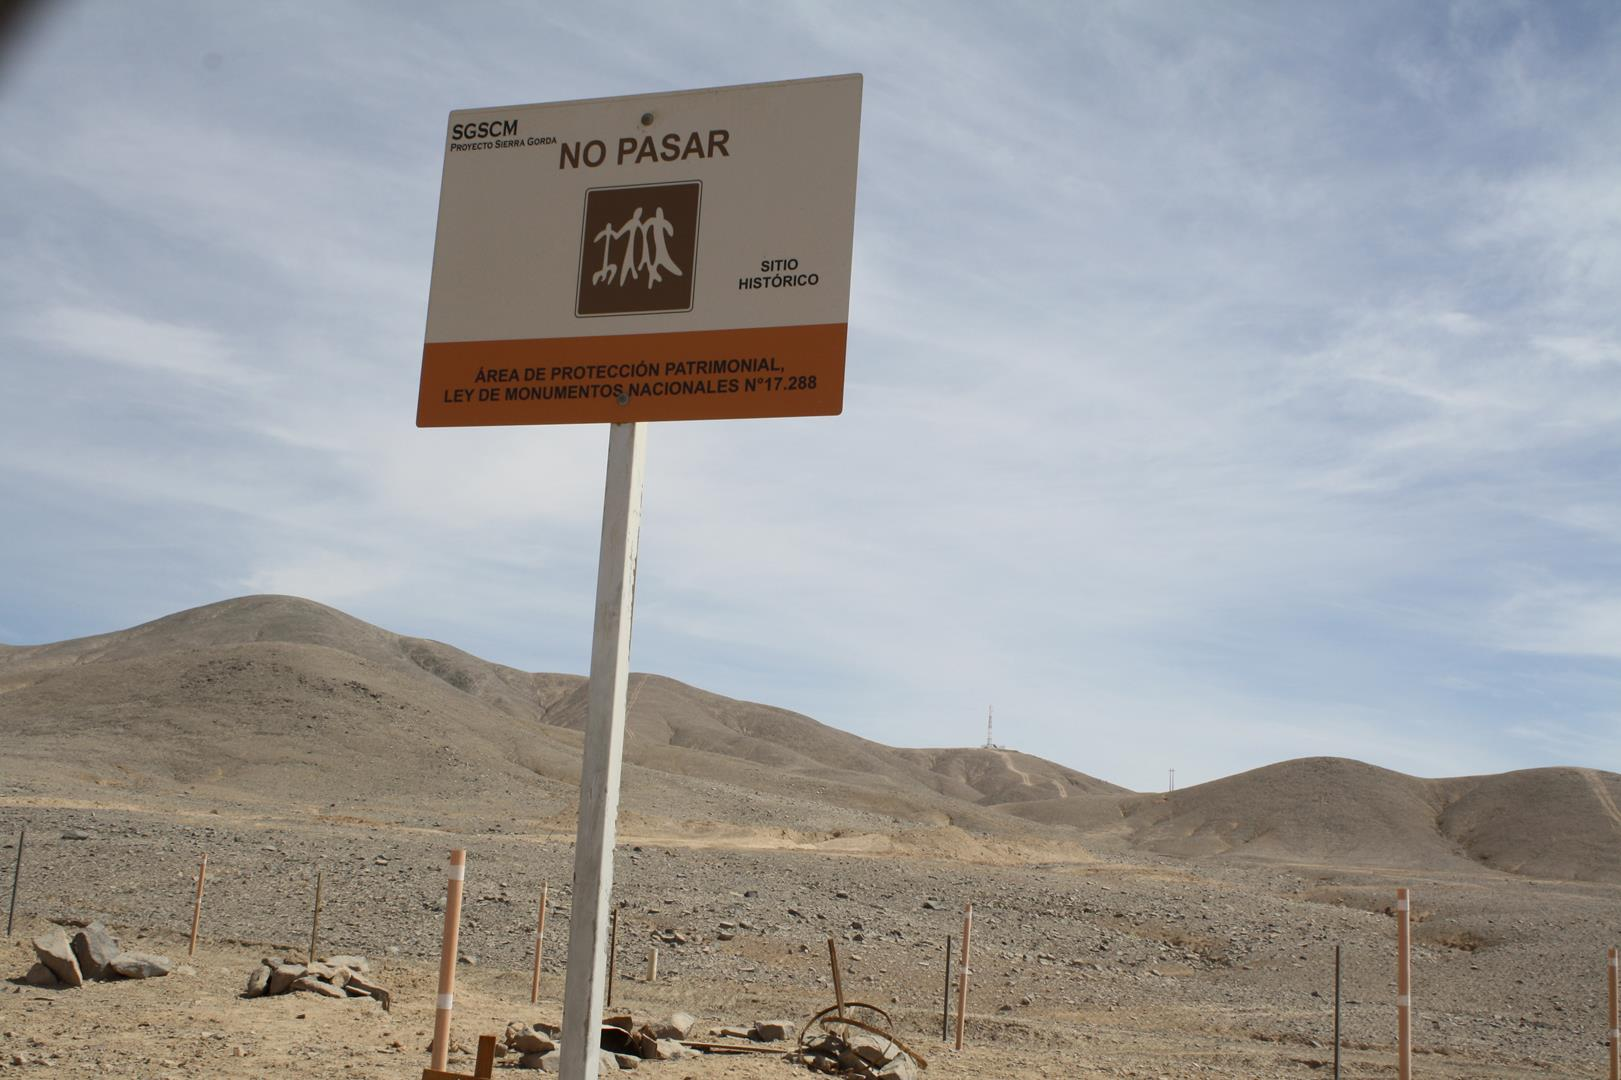 SGSCM
PROYECTO SIERRA GORDA
NO PASAR
SITIO
HISTÓRICO
ÁREA DE PROTECCIÓN PATRIMONIAL,
LEY DE MONUMENTOS NACIONALES N°17.288